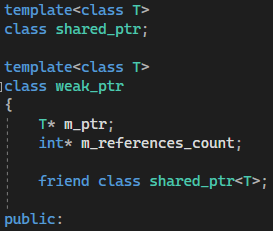 template<class T>
class shared_ptr;
template<class T>
class weak_ptr
{
T* m_ptr;
int* m_references_count;
friend class shared_ptr<T>;
public: